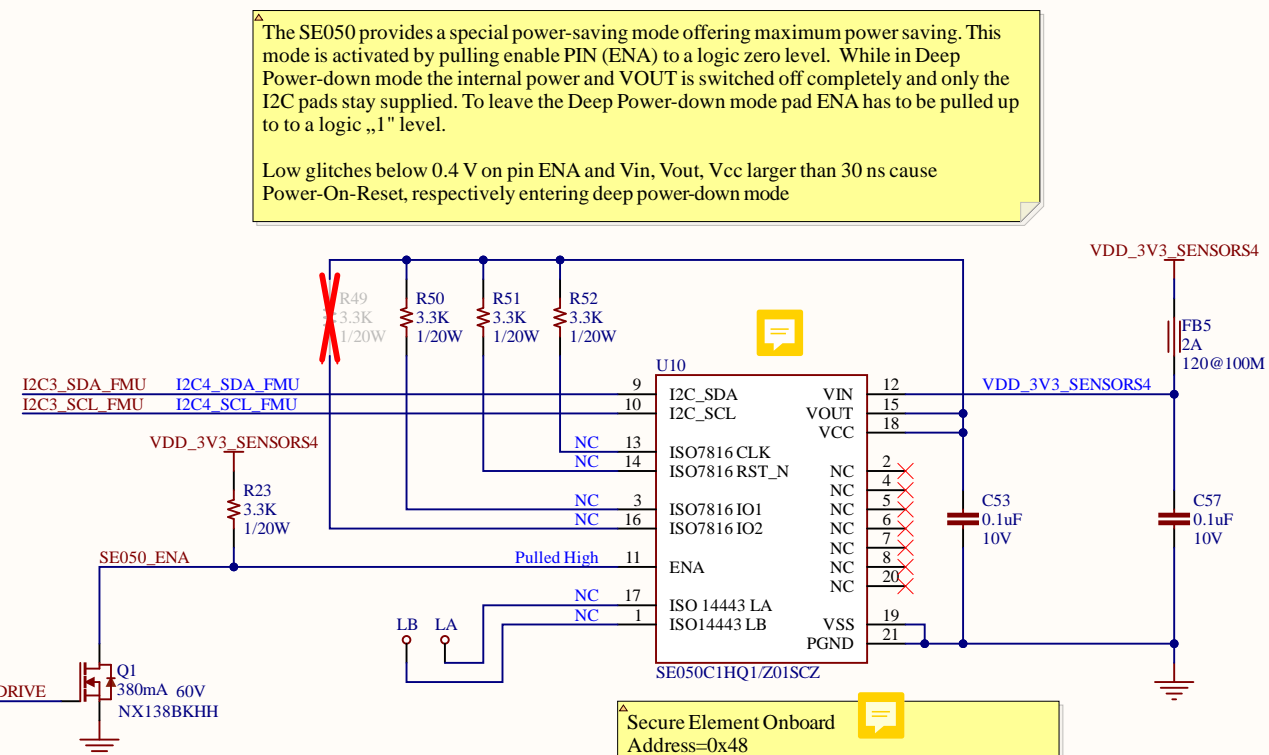 The SE050 provides a special power-saving mode offering maximum power saving. This
mode is activated by pulling enable PIN (ENA) to a logic zero level. While in Deep
Power-down mode the internal power and VOUT is switched off completely and only the
I2C pads stay supplied. To leave the Deep Power-down mode pad ENA has to be pulled up
to to a logic „1" level.
Low glitches below 0.4 V on pin ENA and Vin, Vout, Vcc larger than 30 ns cause
Power-On-Reset, respectively entering deep power-down mode
VDD_3V3_SENSORS4
R49
3.3K
1/20W
R50
3.3K
1/20W
R51
3.3K
1/20W
R52
3.3K
1/20W
FB5
2A
120@100M
U10
I2C3_SDA_FMU I2C4_SDA_FMU 9 I2C_SDA
I2C3_SCL_FMU I2C4_SCL_FMU 10 I2C_SCL
VIN 12 VDD_3V3_SENSORS4
VOUT 15
VCC 18
VDD_3V3_SENSORS4
R23
3.3K
1/20W
NC 13 ISO7816 CLK
NC 14 ISO7816 RST_N
NC 3 ISO7816 IO1
NC 16 ISO7816 IO2
NC 2
NC 4
NC 5
NC 6
NC 7
NC 8
NC 20
C53
0.1uF
10V
C57
0.1uF
10V
SE050_ENA Pulled High 11 ENA
NC 17 ISO 14443 LA
NC 1 ISO14443 LB
VSS 19
PGND 21
LB LA
SE050C1HQ1/Z01SCZ
DRIVE
Q1
380mA 60V
NX138BKHH
Secure Element Onboard
Address=0x48